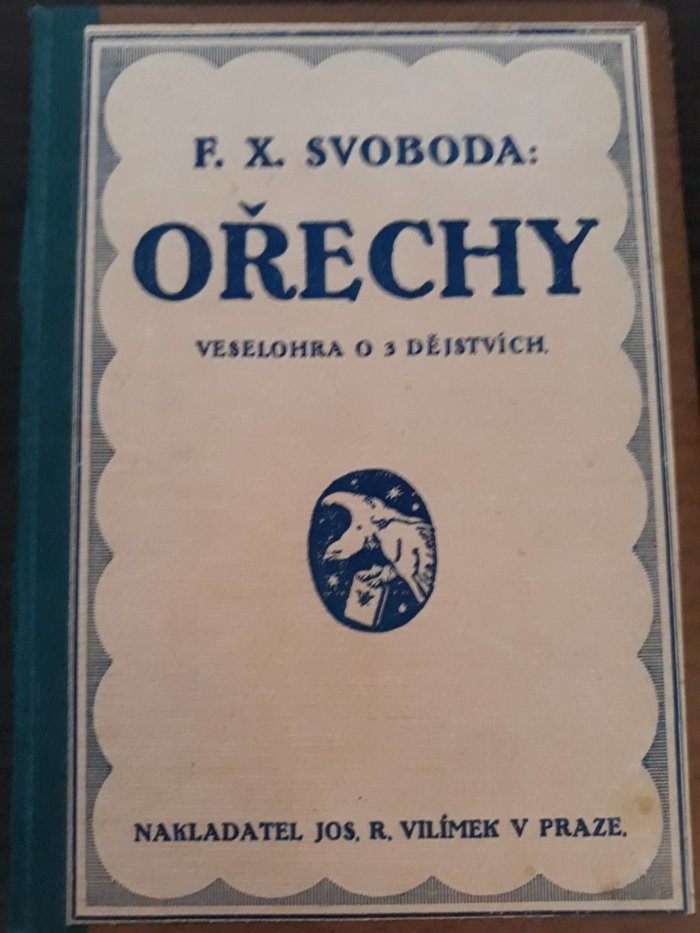 F. X. SVOBODA:
OŘECHY
VESELOHRA O 3 DĚJSTVÍCH.
NAKLADATEL JOS. R. VILÍMEK V PRAZE.